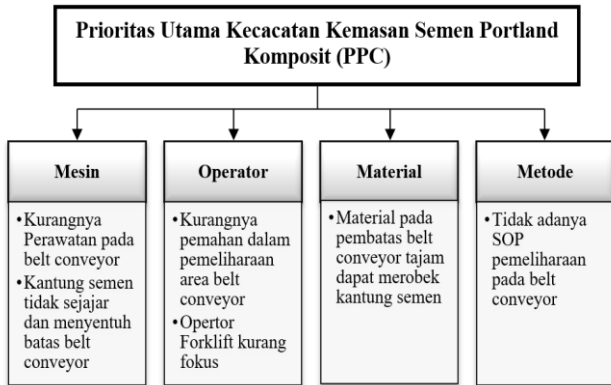 Prioritas Utama Kecacatan Kemasan Semen Portland
Komposit (PPC)
Mesin
•Kurangnya
Perawatan pada
belt conveyor
•Kantung semen
tidak sejajar
dan menyentuh
batas belt
conveyor
Operator
•Kurangnya
pemahan dalam
pemeliharaan
area belt
conveyor
•Opertor
Forklift kurang
fokus
Material
•Material pada
pembatas belt
conveyor tajam
dapat merobek
kantung semen
Metode
•Tidak adanya
SOP
pemeliharaan
pada belt
conveyor